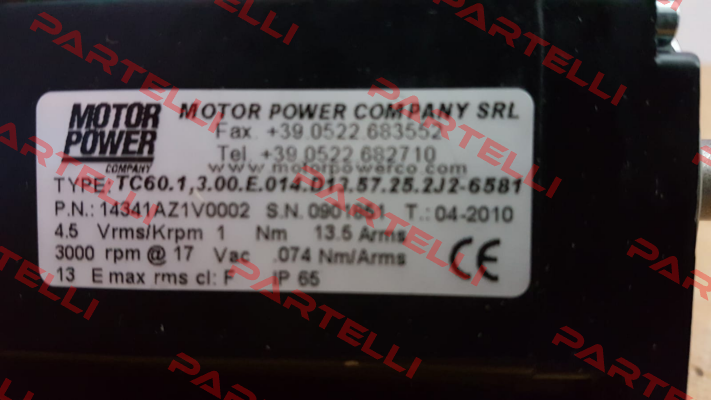 MOTOR POWER COMPANY
MOTOR POWER COMPANY SRL
Fax. +39 0522 683552
Tel. +39 0522 682710
www.motorpowerco.com
TYPE: TC60.1,3.00.E.014.D13.57.25.2J2-6581
P.N.: 14341AZ1V0002 S.N. 0901851 T.: 04-2010
4.5 Vrms/Krpm 1 Nm 13.5 Arms
3000 rpm @ 17 Vac .074 Nm/Arms
13 E max rms cl: F IP 65
CE
PARTELLI
PARTELLI
PARTELLI
PARTELLI
PARTELLI
PARTELLI